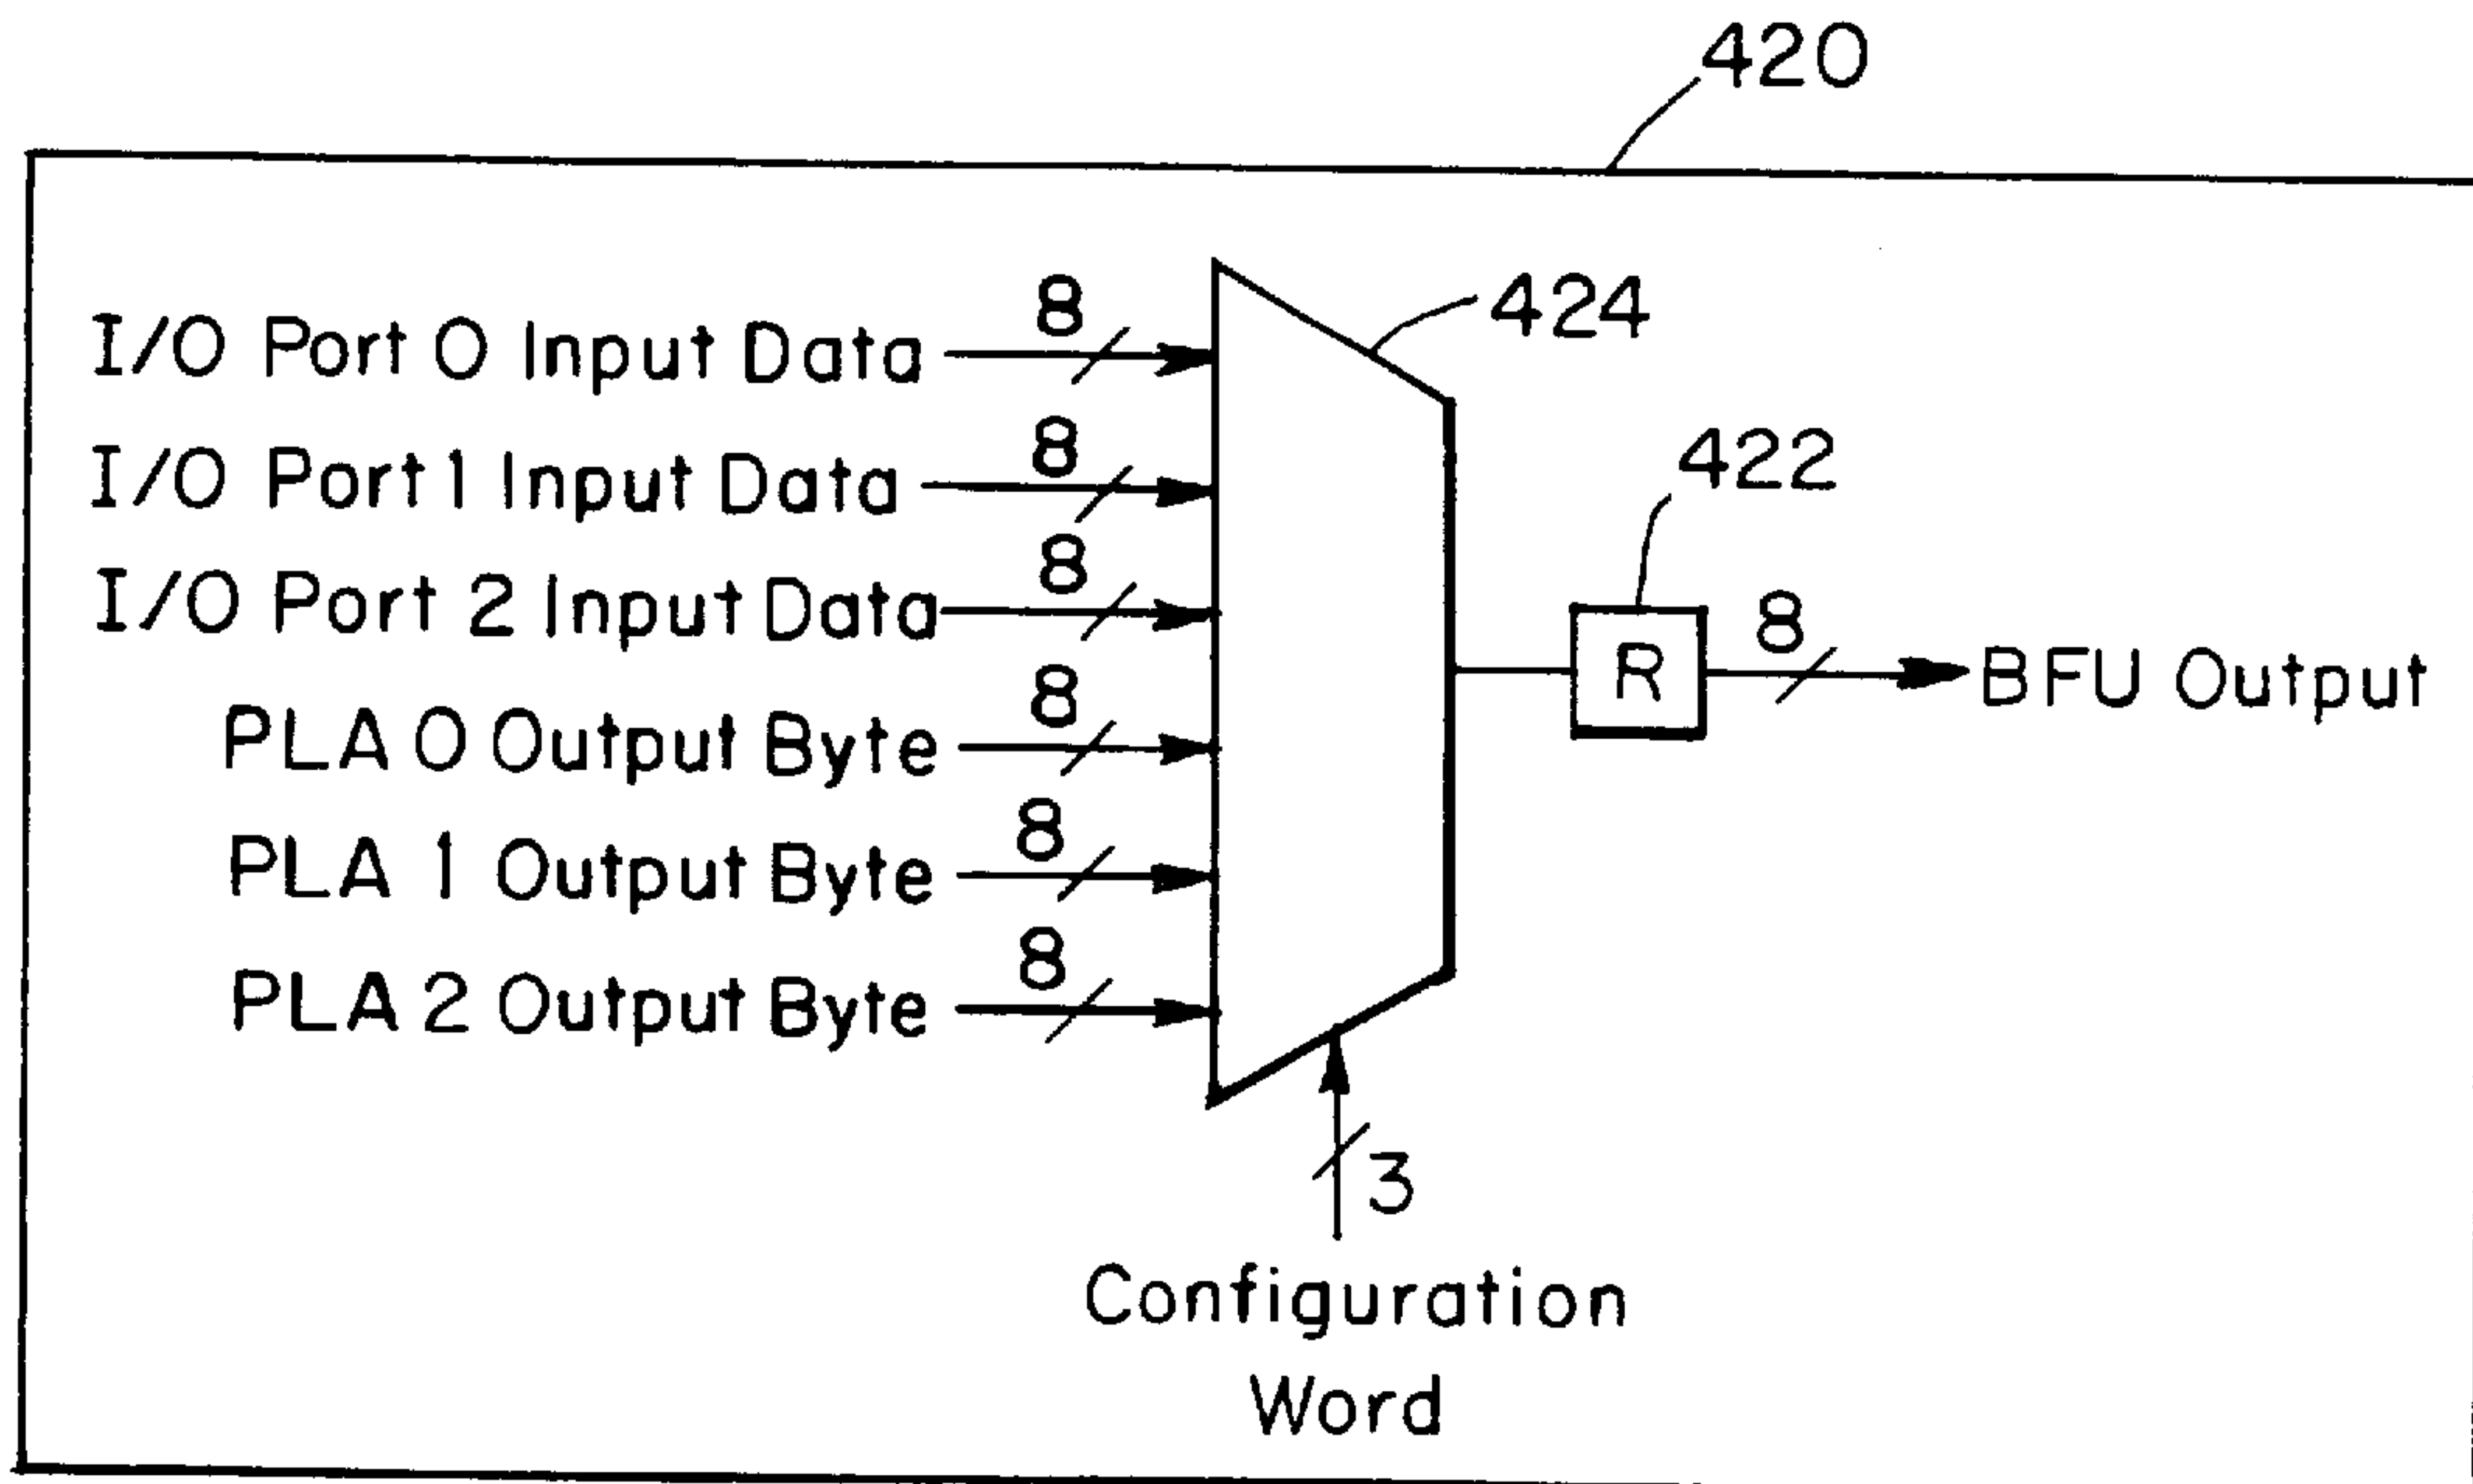 420
I/O Port 0 Input Data 8
424
I/O Port 1 Input Data 8
422
I/O Port 2 Input Data 8
R 8 BFU Output
PLA 0 Output Byte 8
PLA 1 Output Byte 8
PLA 2 Output Byte 8
3
Configuration
Word